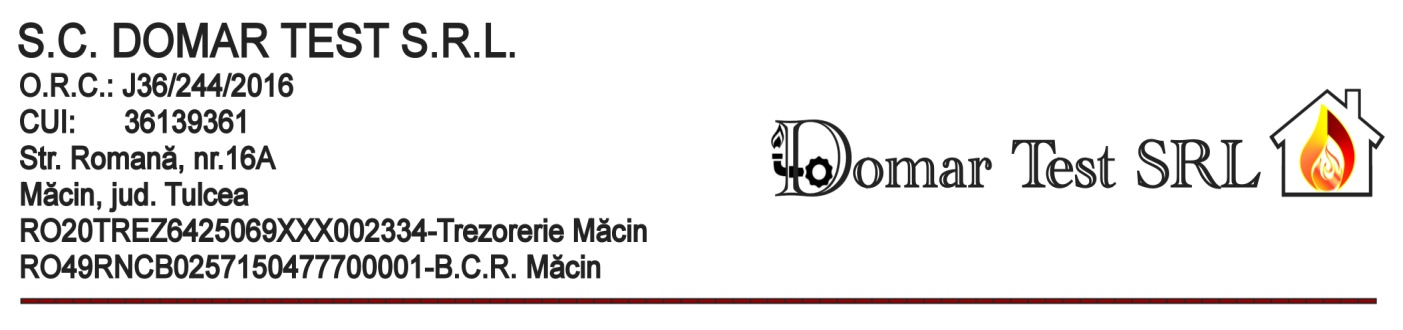 S.C. DOMAR TEST S.R.L.
O.R.C.: J36/244/2016
CUI: 36139361
Str. Romană, nr.16A
Măcin, jud. Tulcea
RO20TREZ6425069XXX002334-Trezorerie Măcin
RO49RNCB0257150477700001-B.C.R. Măcin
Domar Test SRL